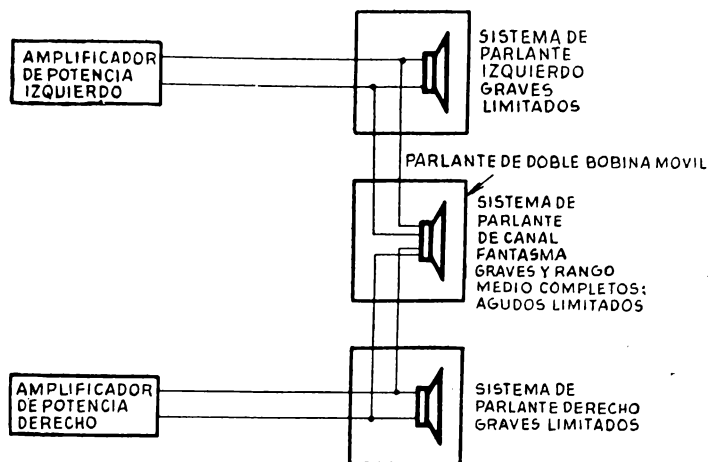 AMPLIFICADOR
DE POTENCIA
IZQUIERDO
SISTEMA DE
PARLANTE
IZQUIERDO
GRAVES
LIMITADOS
PARLANTE DE DOBLE BOBINA MOVIL
SISTEMA DE
PARLANTE
DE CANAL
FANTASMA
GRAVES Y RANGO
MEDIO COMPLETOS;
AGUDOS LIMITADOS
AMPLIFICADOR
DE POTENCIA
DERECHO
SISTEMA DE
PARLANTE DERECHO
GRAVES LIMITADOS